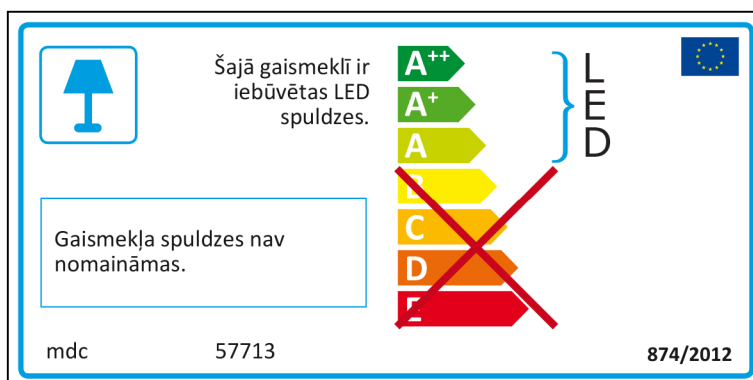 Šajā gaismeklī ir
iebūvētas LED
spuldzes.
A++
A+
A
B
C
D
E
L
E
D
Gaismekļa spuldzes nav
nomaināmas.
mdc 57713
874/2012